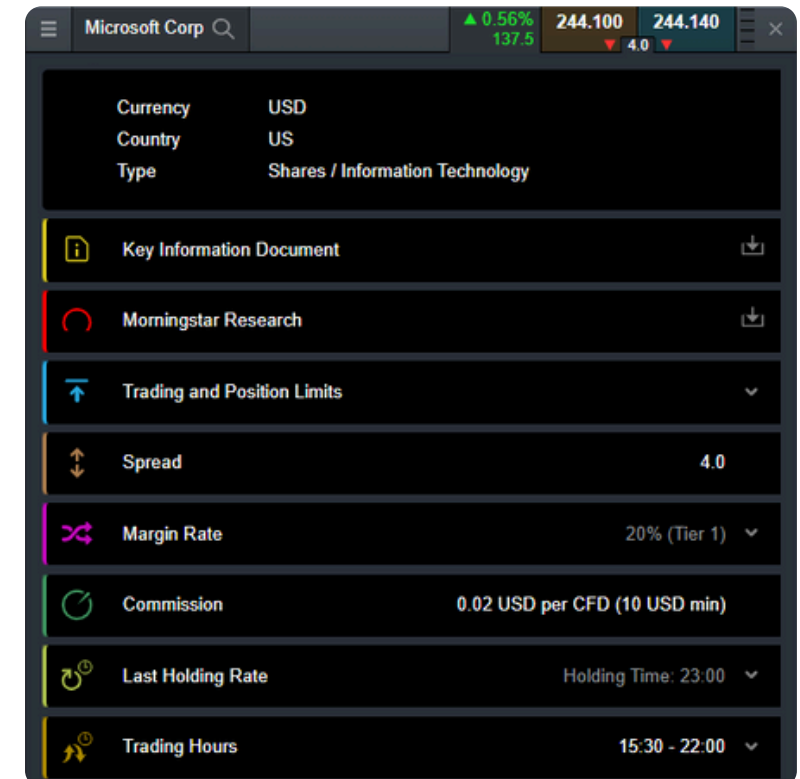 Microsoft Corp ▲ 0.56% 244.100 244.140
137.5 ▼ 4.0 ▼
Currency USD
Country US
Type Shares / Information Technology
Key Information Document
Morningstar Research
Trading and Position Limits
Spread 4.0
Margin Rate 20% (Tier 1)
Commission 0.02 USD per CFD (10 USD min)
Last Holding Rate Holding Time: 23:00
Trading Hours 15:30 - 22:00